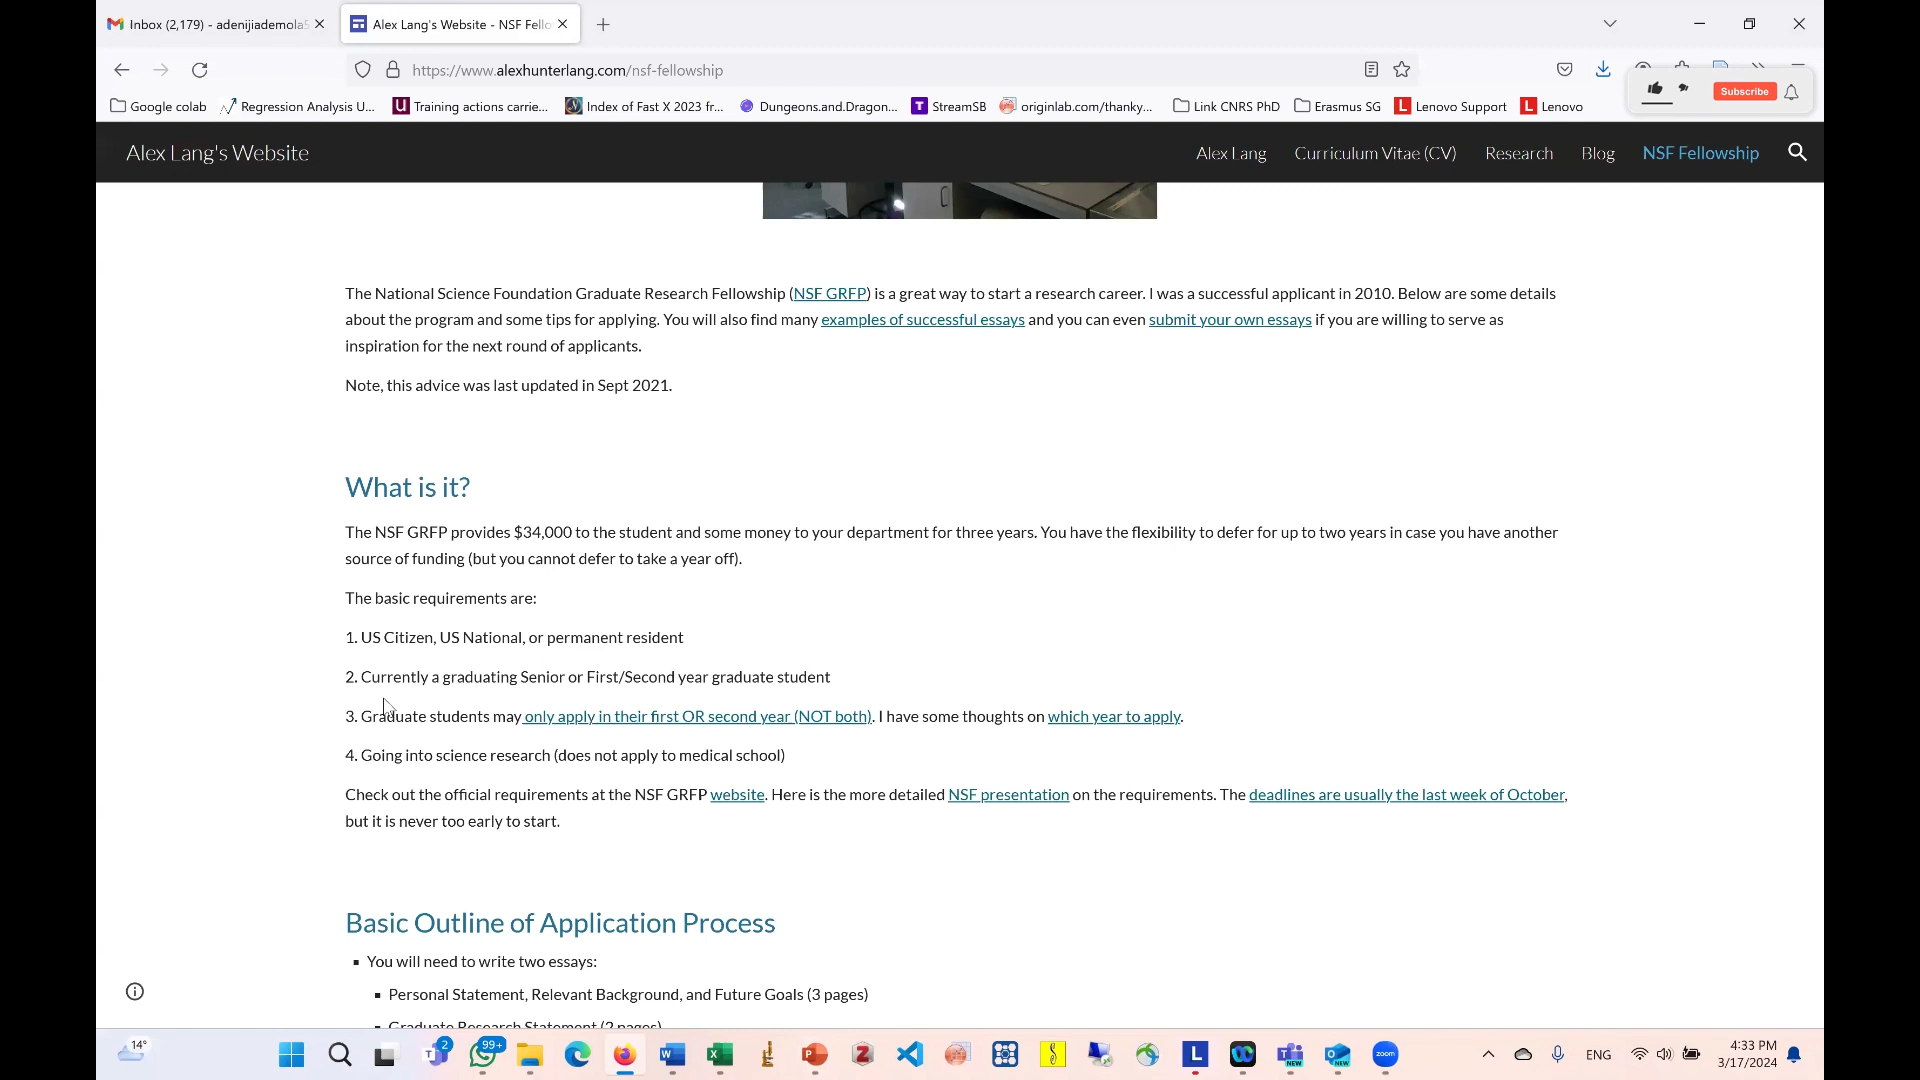 Inbox (2,179) - adenijiademola5
Alex Lang's Website - NSF Fello
https://www.alexhunterlang.com/nsf-fellowship
Google colab
Regression Analysis U...
Training actions carrie...
Index of Fast X 2023 fr...
Dungeons.and.Dragon...
StreamSB
originlab.com/thanky...
Link CNRS PhD
Erasmus SG
Lenovo Support
Lenovo
Subscribe
Alex Lang's Website
Alex Lang
Curriculum Vitae (CV)
Research
Blog
NSF Fellowship
The National Science Foundation Graduate Research Fellowship (NSF GRFP) is a great way to start a research career. I was a successful applicant in 2010. Below are some details
about the program and some tips for applying. You will also find many examples of successful essays and you can even submit your own essays if you are willing to serve as
inspiration for the next round of applicants.
Note, this advice was last updated in Sept 2021.
What is it?
The NSF GRFP provides $34,000 to the student and some money to your department for three years. You have the flexibility to defer for up to two years in case you have another
source of funding (but you cannot defer to take a year off).
The basic requirements are:
1. US Citizen, US National, or permanent resident
2. Currently a graduating Senior or First/Second year graduate student
3. Graduate students may only apply in their first OR second year (NOT both). I have some thoughts on which year to apply.
4. Going into science research (does not apply to medical school)
Check out the official requirements at the NSF GRFP website. Here is the more detailed NSF presentation on the requirements. The deadlines are usually the last week of October,
but it is never too early to start.
Basic Outline of Application Process
▪ You will need to write two essays:
▪ Personal Statement, Relevant Background, and Future Goals (3 pages)
▪ Graduate Research Statement (2 pages)
14°
2
99+
NEW
NEW
zoom
ENG
4:33 PM
3/17/2024